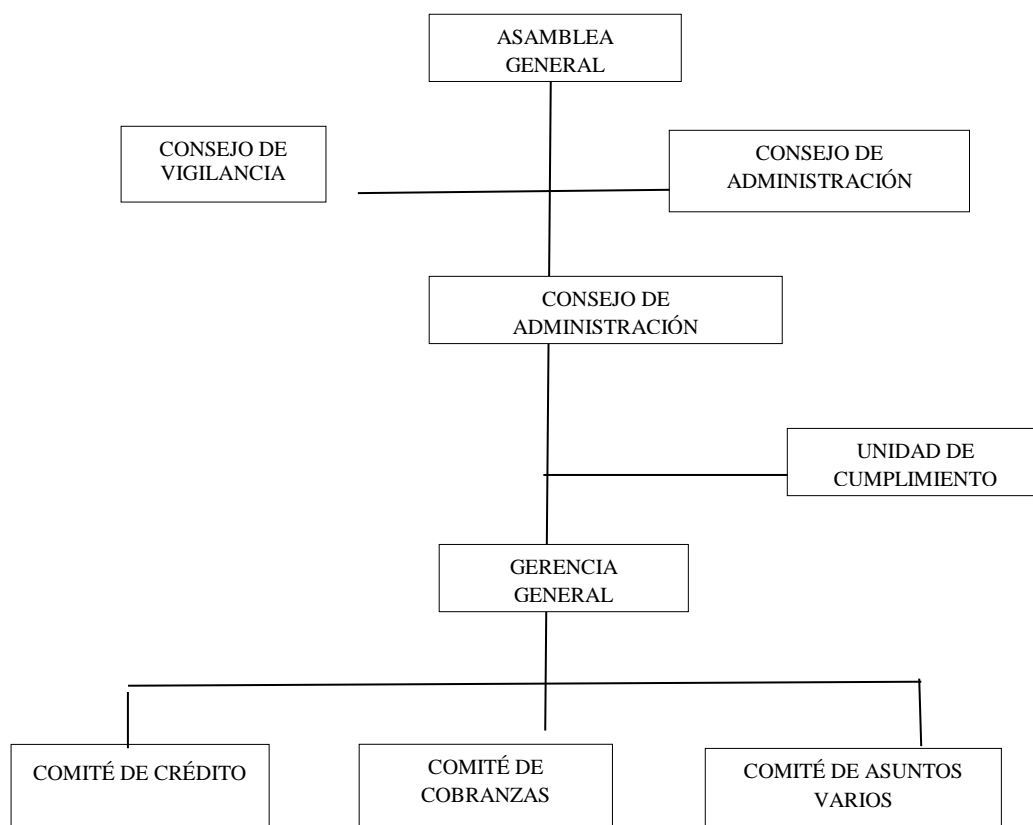 ASAMBLEA
GENERAL
CONSEJO DE
VIGILANCIA
CONSEJO DE
ADMINISTRACIÓN
CONSEJO DE
ADMINISTRACIÓN
UNIDAD DE
CUMPLIMIENTO
GERENCIA
GENERAL
COMITÉ DE CRÉDITO
COMITÉ DE
COBRANZAS
COMITÉ DE ASUNTOS
VARIOS